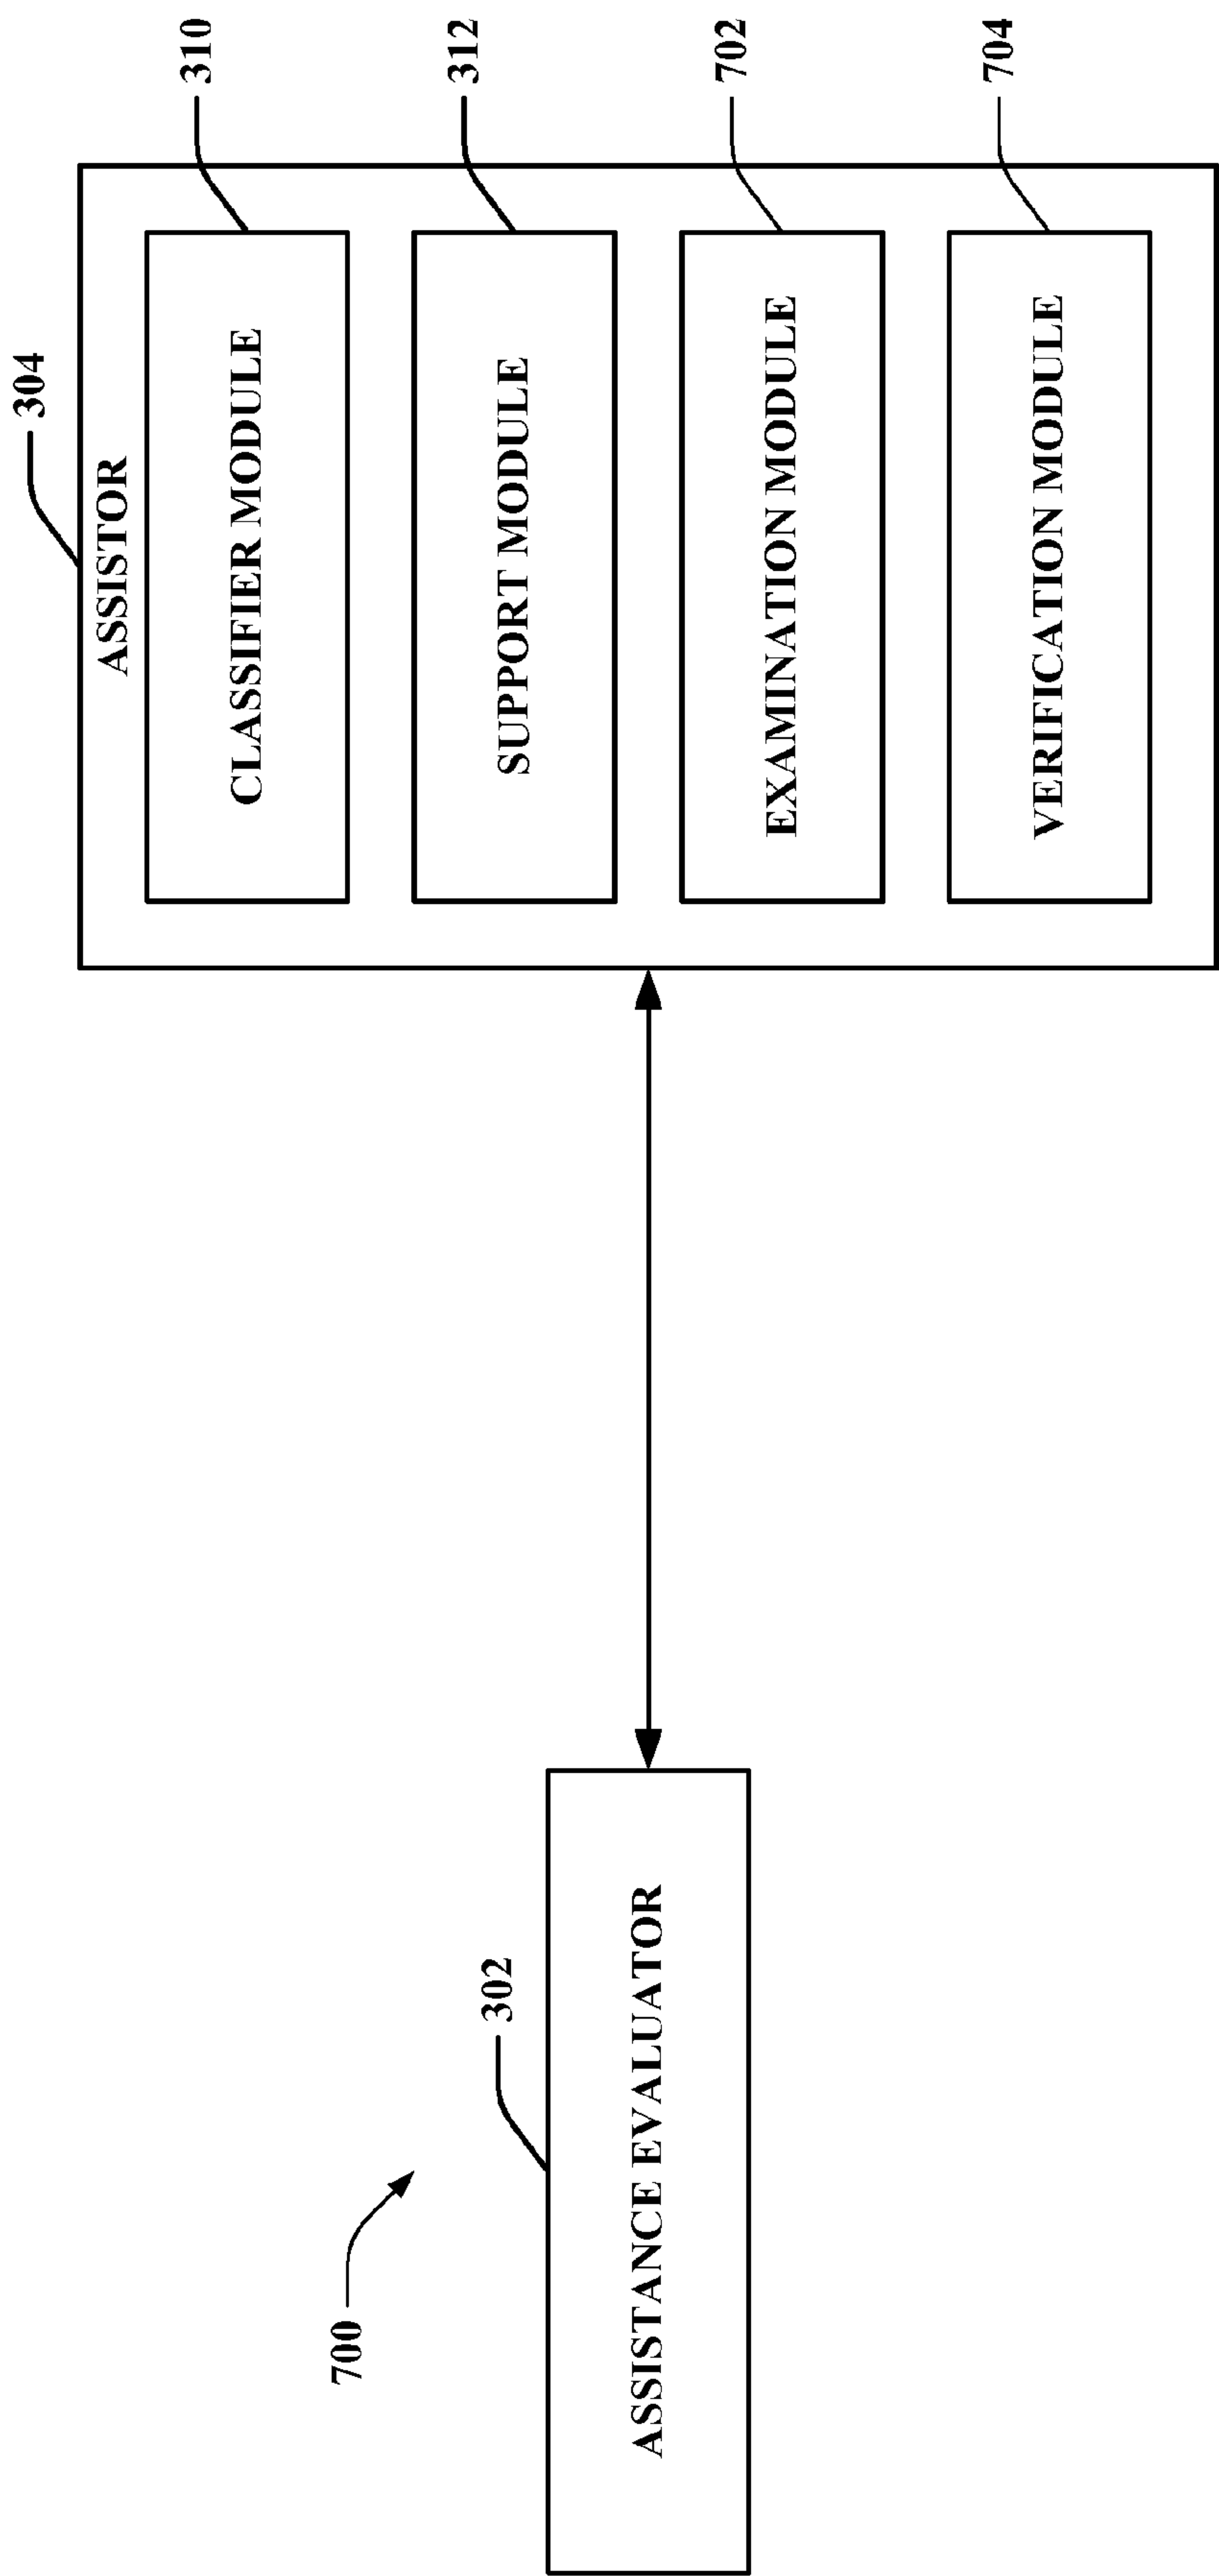 700
302
ASSISTANCE EVALUATOR
304
ASSISTOR
CLASSIFIER MODULE
310
SUPPORT MODULE
312
EXAMINATION MODULE
702
VERIFICATION MODULE
704